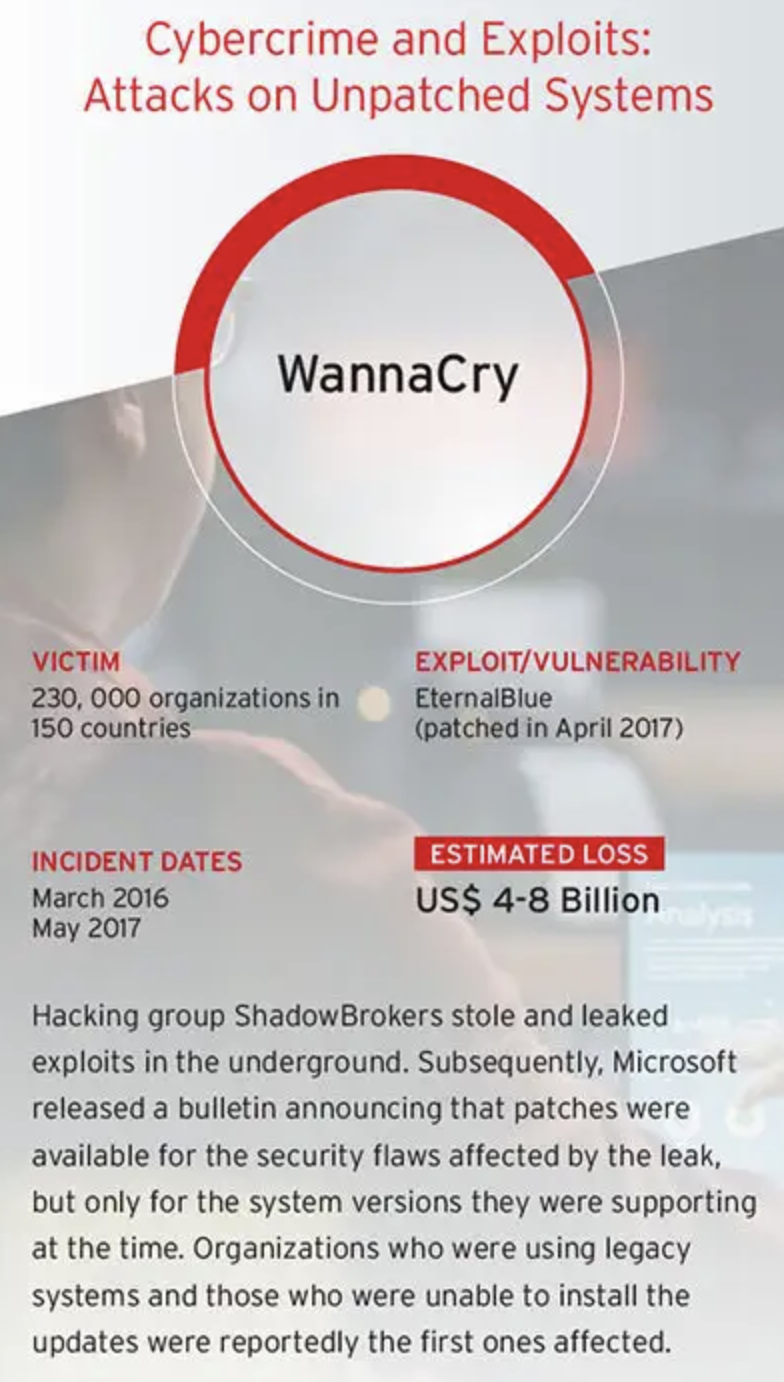 Cybercrime and Exploits:
Attacks on Unpatched Systems
WannaCry
VICTIM
230, 000 organizations in
150 countries
EXPLOIT/VULNERABILITY
EternalBlue
(patched in April 2017)
INCIDENT DATES
March 2016
May 2017
ESTIMATED LOSS
US$ 4-8 Billion
Analysis
Hacking group ShadowBrokers stole and leaked
exploits in the underground. Subsequently, Microsoft
released a bulletin announcing that patches were
available for the security flaws affected by the leak,
but only for the system versions they were supporting
at the time. Organizations who were using legacy
systems and those who were unable to install the
updates were reportedly the first ones affected.